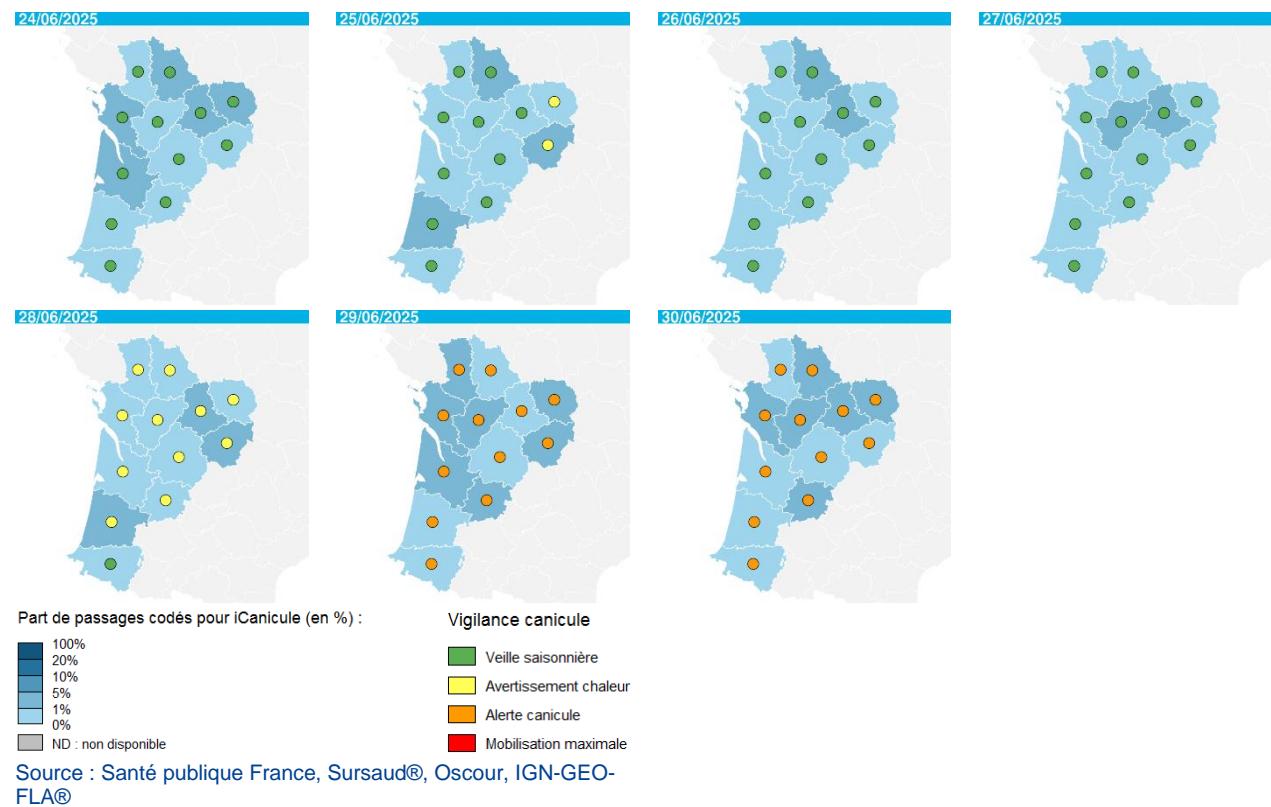 24/06/2025
25/06/2025
26/06/2025
27/06/2025
28/06/2025
29/06/2025
30/06/2025
Part de passages codés pour iCanicule (en %) :
100%
20%
10%
5%
1%
0%
ND : non disponible
Vigilance canicule
Veille saisonnière
Avertissement chaleur
Alerte canicule
Mobilisation maximale
Source : Santé publique France, Sursaud®, Oscour, IGN-GEO-
FLA®